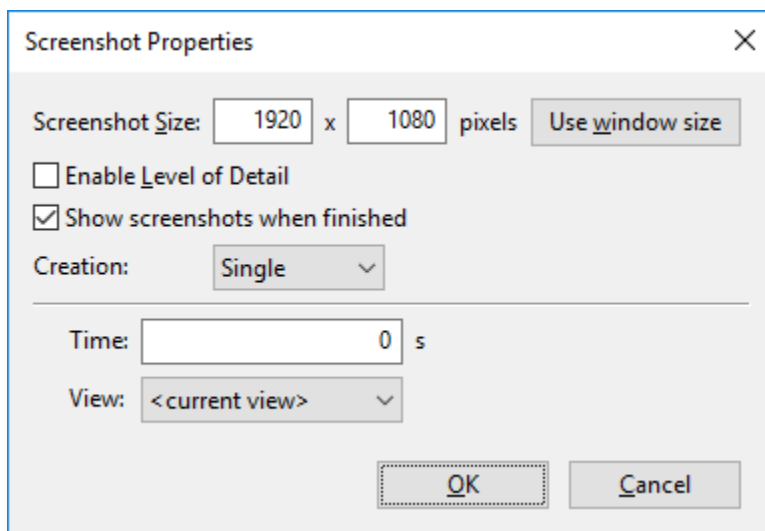 Screenshot Properties
Screenshot Size: 1920 x 1080 pixels Use window size
Enable Level of Detail
Show screenshots when finished
Creation: Single
Time: 0 s
View: <current view>
OK Cancel